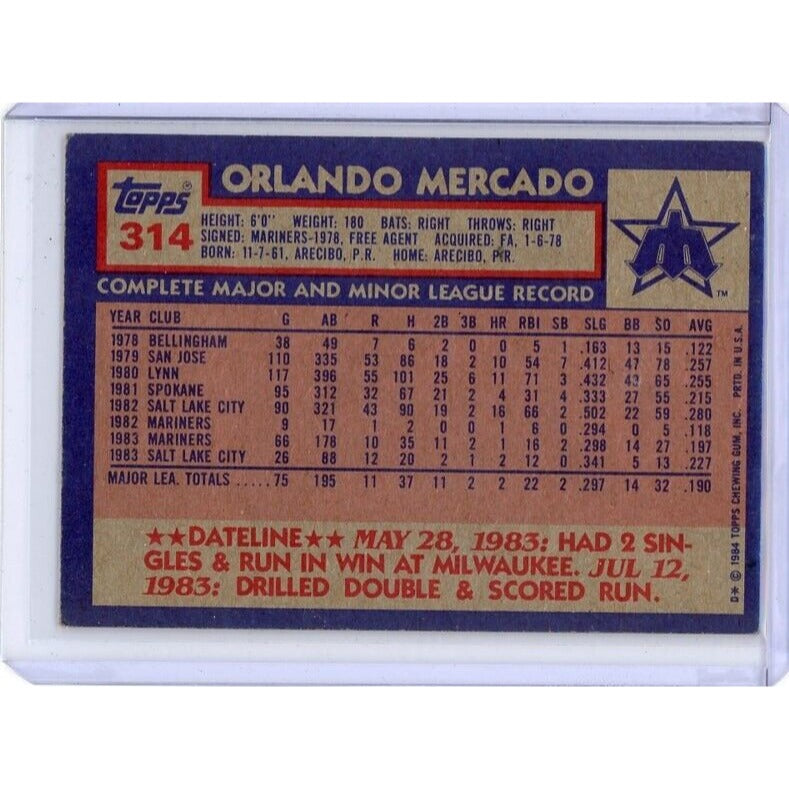 ORLANDO MERCADO
topps®
314
HEIGHT: 6'0" WEIGHT: 180 BATS: RIGHT THROWS: RIGHT
SIGNED: MARINERS-1978, FREE AGENT ACQUIRED: FA, 1-6-78
BORN: 11-7-61, ARECIBO, P.R. HOME: ARECIBO, P.R.
TM
COMPLETE MAJOR AND MINOR LEAGUE RECORD
YEAR CLUB G AB R H 2B 3B HR RBI SB SLG BB SO AVG
1978 BELLINGHAM 38 49 7 6 2 0 0 5 1 .163 13 15 .122
1979 SAN JOSE 110 335 53 86 18 2 10 54 7 .412 47 78 .257
1980 LYNN 117 396 55 101 25 6 11 71 3 .432 43 65 .255
1981 SPOKANE 95 312 32 67 21 2 4 31 4 .333 27 55 .215
1982 SALT LAKE CITY 90 321 43 90 19 2 16 66 2 .502 22 59 .280
1982 MARINERS 9 17 1 2 0 0 1 6 0 .294 0 5 .118
1983 MARINERS 66 178 10 35 11 2 1 16 2 .298 14 27 .197
1983 SALT LAKE CITY 26 88 12 20 2 1 2 12 0 .341 5 13 .227
MAJOR LEA. TOTALS ..... 75 195 11 37 11 2 2 22 2 .297 14 32 .190
★★DATELINE★★ MAY 28, 1983: HAD 2 SIN-
GLES & RUN IN WIN AT MILWAUKEE. JUL 12,
1983: DRILLED DOUBLE & SCORED RUN.
D* © 1984 TOPPS CHEWING GUM, INC. PRTD. IN U.S.A.